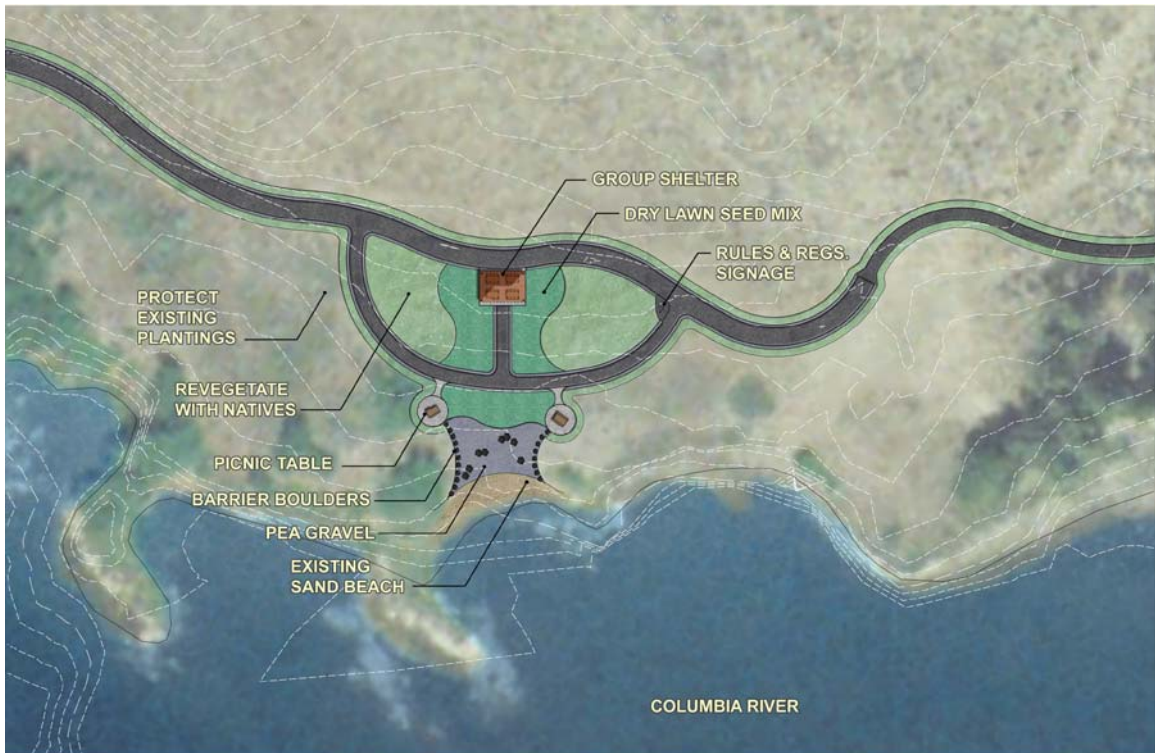 GROUP SHELTER
DRY LAWN SEED MIX
RULES & REGS.
SIGNAGE
PROTECT
EXISTING
PLANTINGS
REVEGETATE
WITH NATIVES
PICNIC TABLE
BARRIER BOULDERS
PEA GRAVEL
EXISTING
SAND BEACH
COLUMBIA RIVER